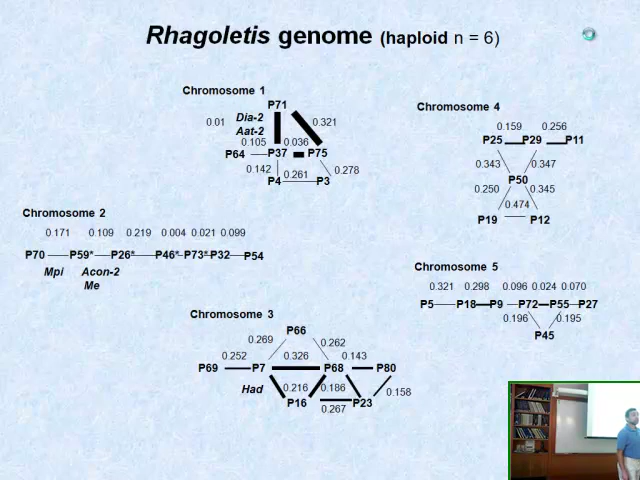 Rhagoletis genome (haploid n = 6)
Chromosome 1
P71
0.01 Dia-2 0.321
Aat-2
0.105 0.036
P64 P37 P75
0.142 0.261 0.278
P4 P3
Chromosome 4
0.159 0.256
P25 P29 P11
0.343 0.347
P50
0.250 0.345
0.474
P19 P12
Chromosome 2
0.171 0.109 0.219 0.004 0.021 0.099
P70 P59* P26* P46* P73* P32 P54
Mpi Acon-2
Me
Chromosome 5
0.321 0.298 0.096 0.024 0.070
P5 P18 P9 P72 P55 P27
0.196 0.195
P45
Chromosome 3
P66
0.269 0.262
0.252 0.326 0.143
P69 P7 P68 P80
Had 0.216 0.186 0.158
P16 P23
0.267